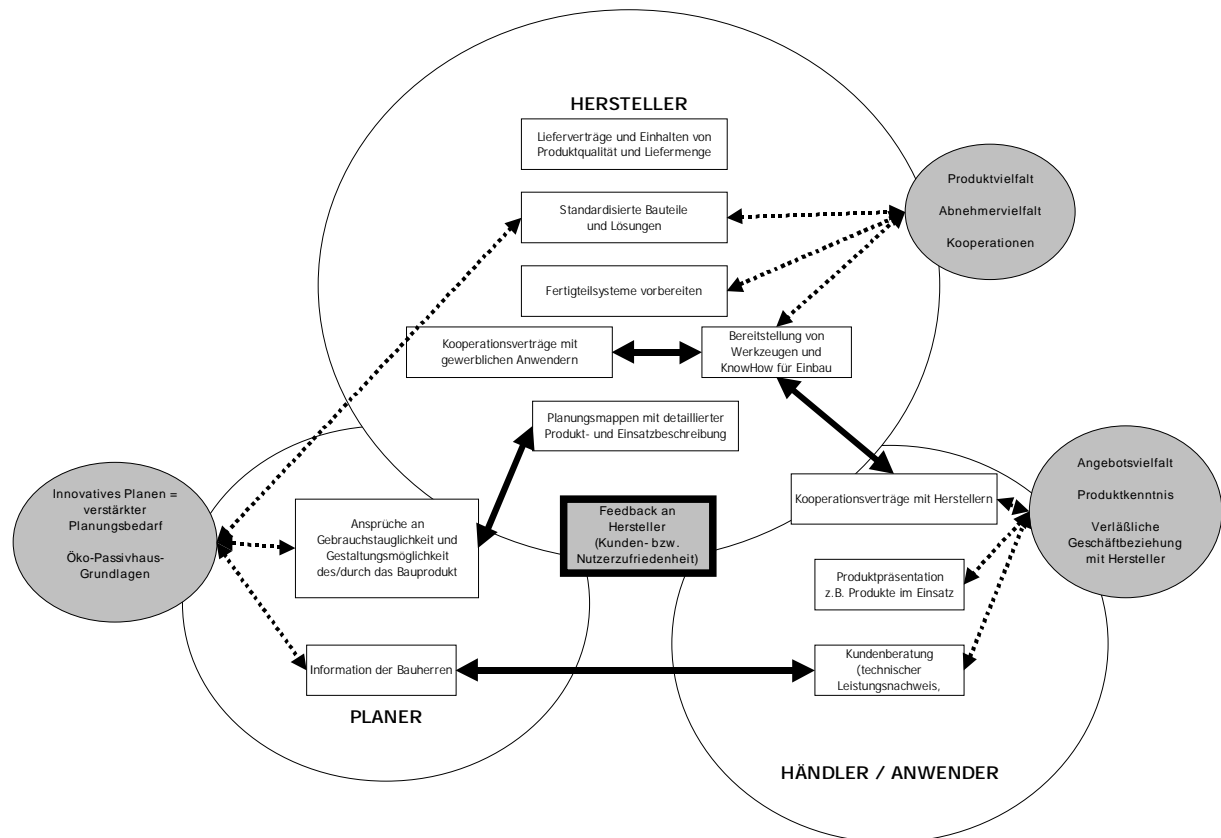 HERSTELLER
Lieferverträge und Einhalten von
Produktqualität und Liefermenge
Produktvielfalt
Abnehmervielfalt
Kooperationen
Standardisierte Bauteile
und Lösungen
Fertigteilsysteme vorbereiten
Kooperationsverträge mit
gewerblichen Anwendern
Bereitstellung von
Werkzeugen und
KnowHow für Einbau
Planungsmappen mit detaillierter
Produkt- und Einsatzbeschreibung
Innovatives Planen =
verstärkter
Planungsbedarf
Öko-Passivhaus-
Grundlagen
Ansprüche an
Gebrauchstauglichkeit und
Gestaltungsmöglichkeit
des/durch das Bauprodukt
Feedback an
Hersteller
(Kunden- bzw.
Nutzerzufriedenheit)
Kooperationsverträge mit Herstellern
Angebotsvielfalt
Produktkenntnis
Verläßliche
Geschäftbeziehung
mit Hersteller
Produktpräsentation
z.B. Produkte im Einsatz
Information der Bauherren
Kundenberatung
(technischer
Leistungsnachweis,
PLANER
HÄNDLER / ANWENDER